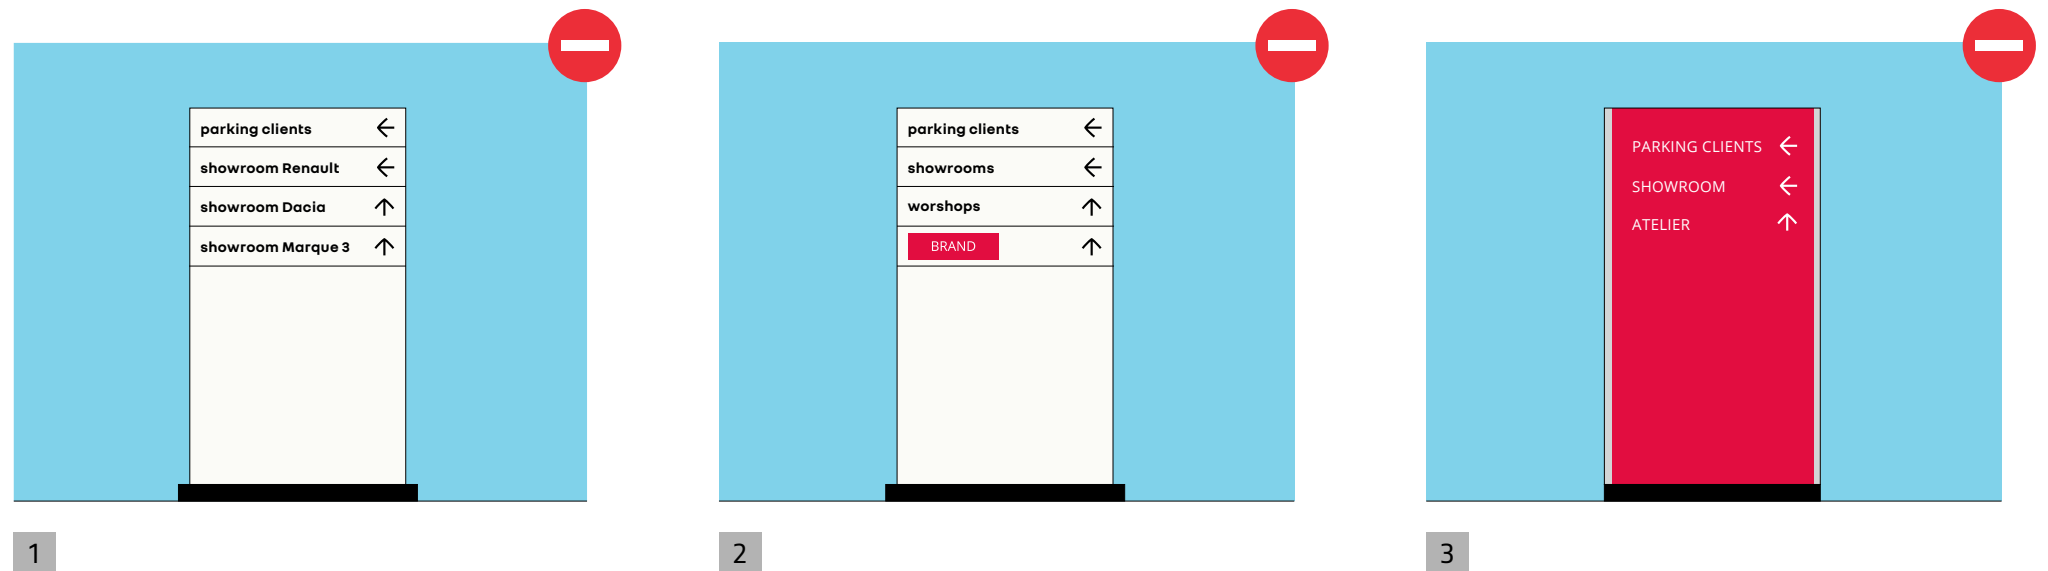 parking clients
showroom Renault
showroom Dacia
showroom Marque 3
1
parking clients
showrooms
worshops
BRAND
2
PARKING CLIENTS
SHOWROOM
ATELIER
3